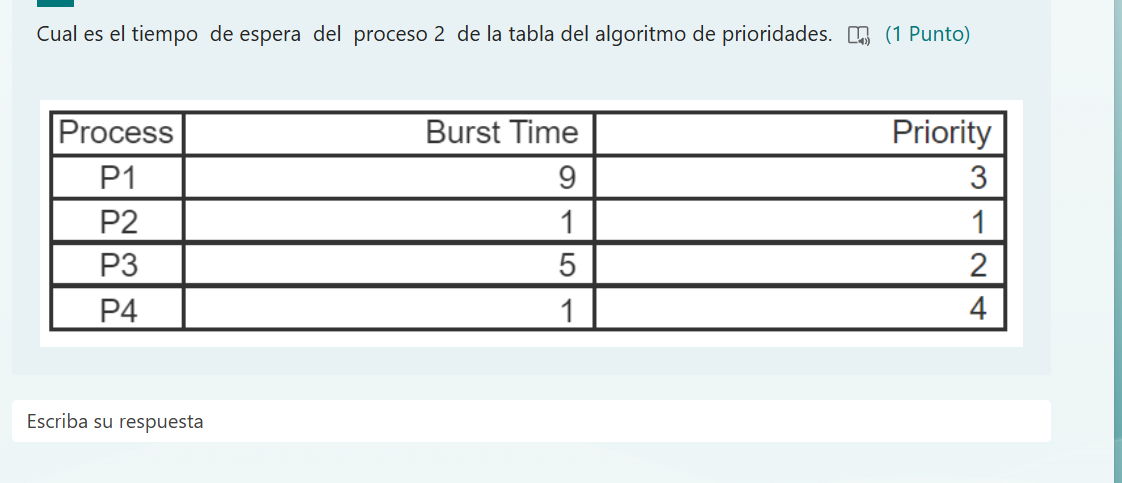 Cual es el tiempo de espera del proceso 2 de la tabla del algoritmo de prioridades. (1 Punto)
Process Burst Time Priority
P1 9 3
P2 1 1
P3 5 2
P4 1 4
Escriba su respuesta